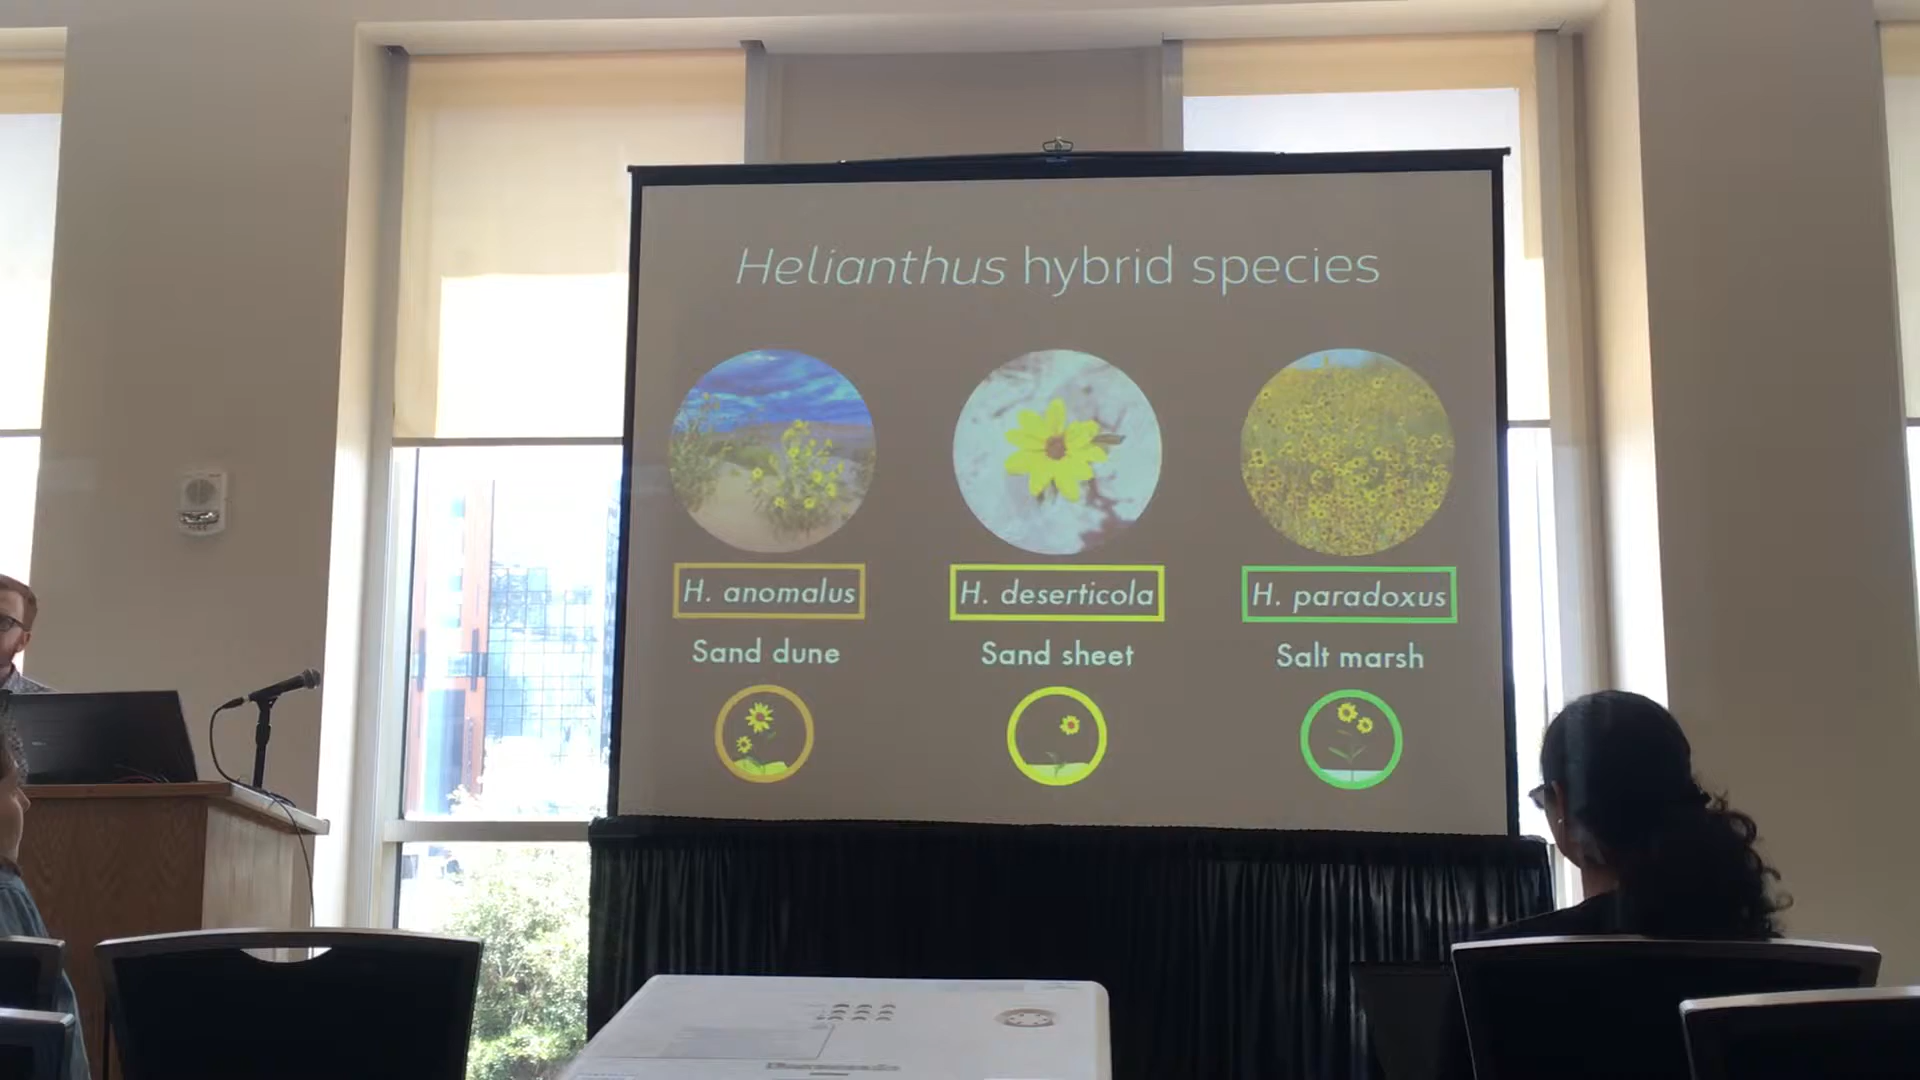 Helianthus hybrid species
H. anomalus
H. deserticola
H. paradoxus
Sand dune
Sand sheet
Salt marsh